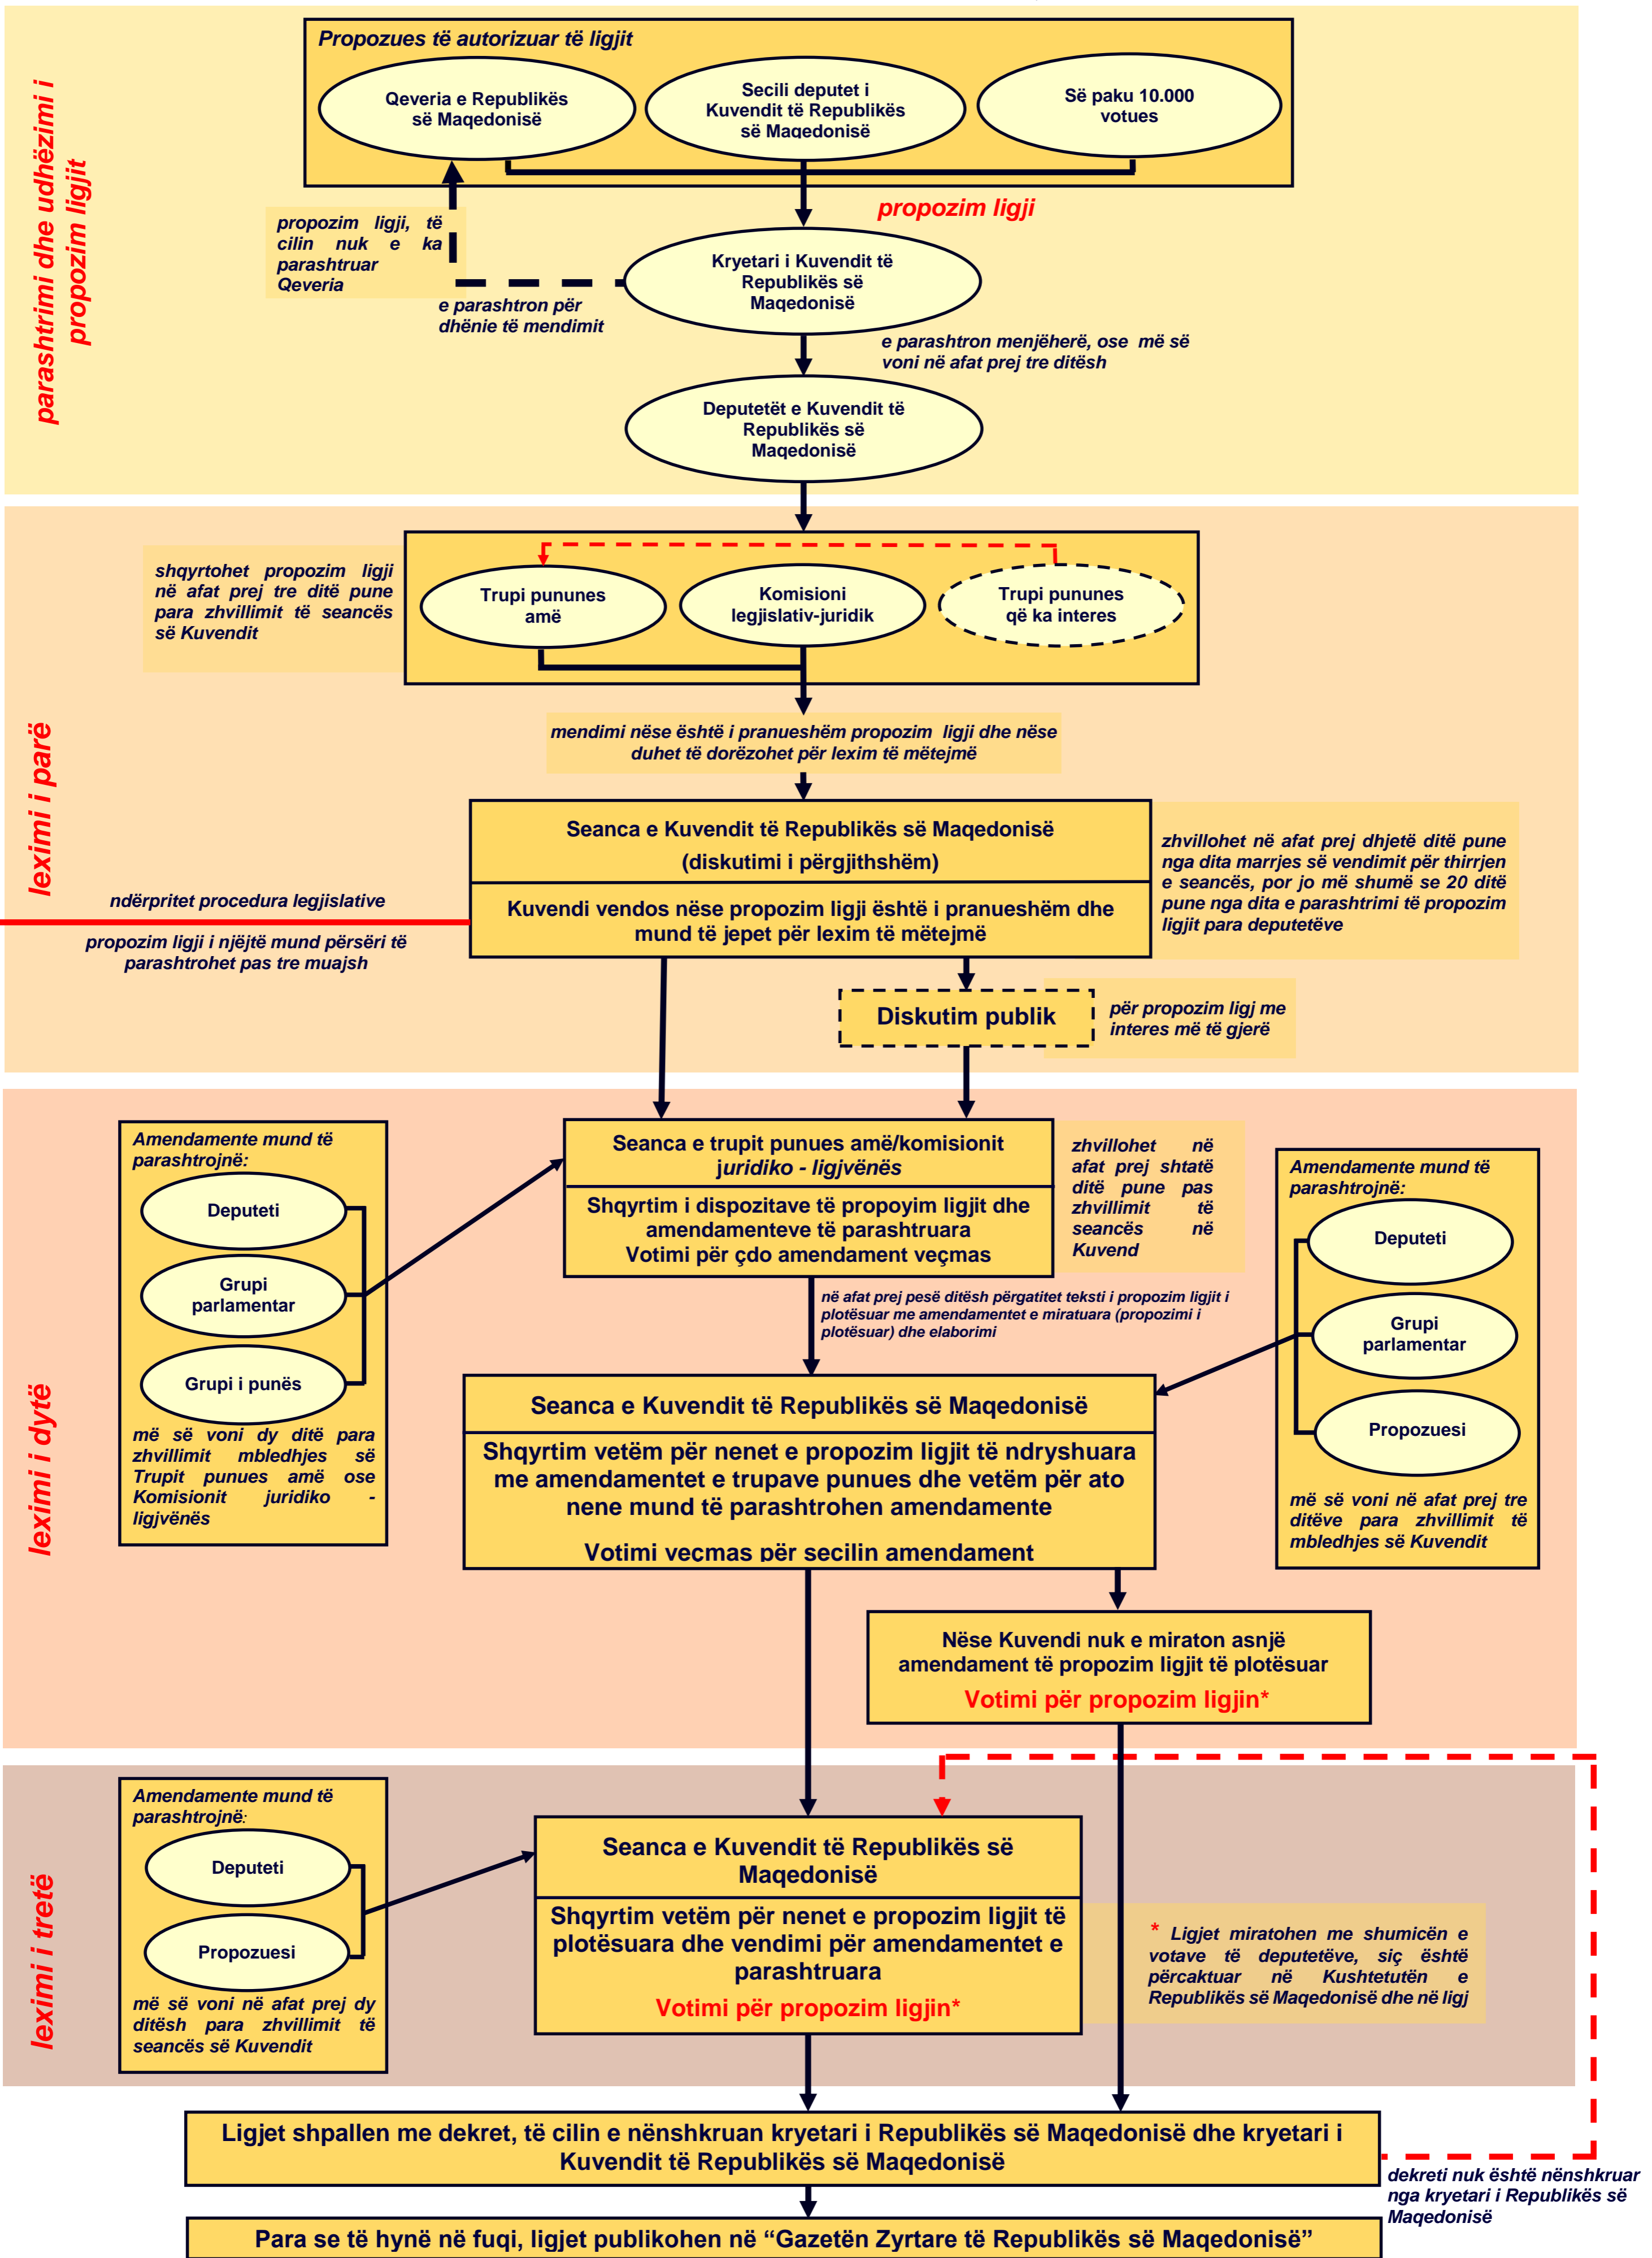 parashtrimi dhe udhëzimi i
propozim ligjit
Propozues të autorizuar të ligjit
Qeveria e Republikës
së Maqedonisë
Secili deputet i
Kuvendit të Republikës
së Maqedonisë
Së paku 10.000
votues
propozim ligji
propozim ligji, të
cilin nuk e ka
parashtruar
Qeveria
Kryetari i Kuvendit të
Republikës së
Maqedonisë
e parashtron për
dhënie të mendimit
e parashtron menjëherë, ose më së
voni në afat prej tre ditësh
Deputetët e Kuvendit të
Republikës së
Maqedonisë
leximi i parë
shqyrtohet propozim ligji
në afat prej tre ditë pune
para zhvillimit të seancës
së Kuvendit
Trupi pununes
amë
Komisioni
legjislativ-juridik
Trupi pununes
që ka interes
mendimi nëse është i pranueshëm propozim ligji dhe nëse
duhet të dorëzohet për lexim të mëtejmë
Seanca e Kuvendit të Republikës së Maqedonisë
(diskutimi i përgjithshëm)
Kuvendi vendos nëse propozim ligji është i pranueshëm dhe
mund të jepet për lexim të mëtejmë
zhvillohet në afat prej dhjetë ditë pune
nga dita marrjes së vendimit për thirrjen
e seancës, por jo më shumë se 20 ditë
pune nga dita e parashtrimi të propozim
ligjit para deputetëve
ndërpritet procedura legjislative
propozim ligji i njëjtë mund përsëri të
parashtrohet pas tre muajsh
Diskutim publik
për propozim ligj me
interes më të gjerë
leximi i dytë
Amendamente mund të
parashtrojnë:
Deputeti
Grupi
parlamentar
Grupi i punës
më së voni dy ditë para
zhvillimit mbledhjes së
Trupit punues amë ose
Komisionit juridiko -
ligjvënës
Seanca e trupit punues amë/komisionit
juridiko - ligjvënës
Shqyrtim i dispozitave të propoyim ligjit dhe
amendamenteve të parashtruara
Votimi për çdo amendament veçmas
zhvillohet në
afat prej shtatë
ditë pune pas
zhvillimit të
seancës në
Kuvend
Amendamente mund të
parashtrojnë:
Deputeti
Grupi
parlamentar
Propozuesi
më së voni në afat prej tre
ditëve para zhvillimit të
mbledhjes së Kuvendit
në afat prej pesë ditësh përgatitet teksti i propozim ligjit i
plotësuar me amendamentet e miratuara (propozimi i
plotësuar) dhe elaborimi
Seanca e Kuvendit të Republikës së Maqedonisë
Shqyrtim vetëm për nenet e propozim ligjit të ndryshuara
me amendamentet e trupave punues dhe vetëm për ato
nene mund të parashtrohen amendamente
Votimi veçmas për secilin amendament
Nëse Kuvendi nuk e miraton asnjë
amendament të propozim ligjit të plotësuar
Votimi për propozim ligjin*
leximi i tretë
Amendamente mund të
parashtrojnë:
Deputeti
Propozuesi
më së voni në afat prej dy
ditësh para zhvillimit të
seancës së Kuvendit
Seanca e Kuvendit të Republikës së
Maqedonisë
Shqyrtim vetëm për nenet e propozim ligjit të
plotësuara dhe vendimi për amendamentet e
parashtruara
Votimi për propozim ligjin*
* Ligjet miratohen me shumicën e
votave të deputetëve, siç është
përcaktuar në Kushtetutën e
Republikës së Maqedonisë dhe në ligj
Ligjet shpallen me dekret, të cilin e nënshkruan kryetari i Republikës së Maqedonisë dhe kryetari i
Kuvendit të Republikës së Maqedonisë
dekreti nuk është nënshkruar
nga kryetari i Republikës së
Maqedonisë
Para se të hynë në fuqi, ligjet publikohen në “Gazetën Zyrtare të Republikës së Maqedonisë”